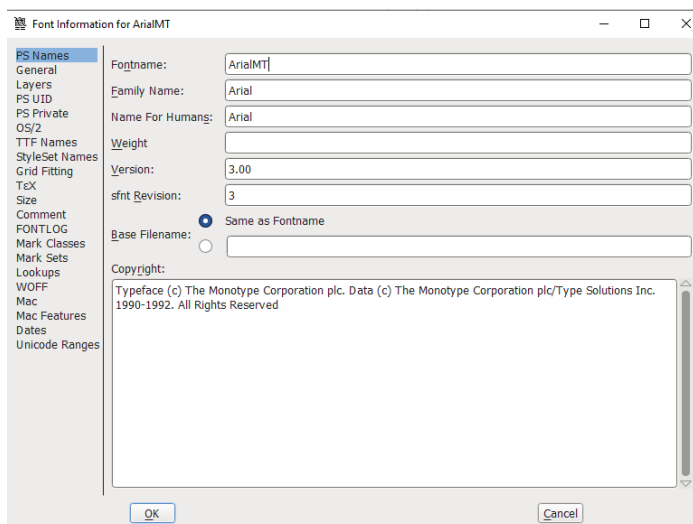 Font Information for ArialMT
PS Names
General
Layers
PS UID
PS Private
OS/2
TTF Names
StyleSet Names
Grid Fitting
TεX
Size
Comment
FONTLOG
Mark Classes
Mark Sets
Lookups
WOFF
Mac
Mac Features
Dates
Unicode Ranges
Fontname: ArialMT
Family Name: Arial
Name For Humans: Arial
Weight
Version: 3.00
sfnt Revision: 3
Base Filename: Same as Fontname
Copyright:
Typeface (c) The Monotype Corporation plc. Data (c) The Monotype Corporation plc/Type Solutions Inc.
1990-1992. All Rights Reserved
OK Cancel